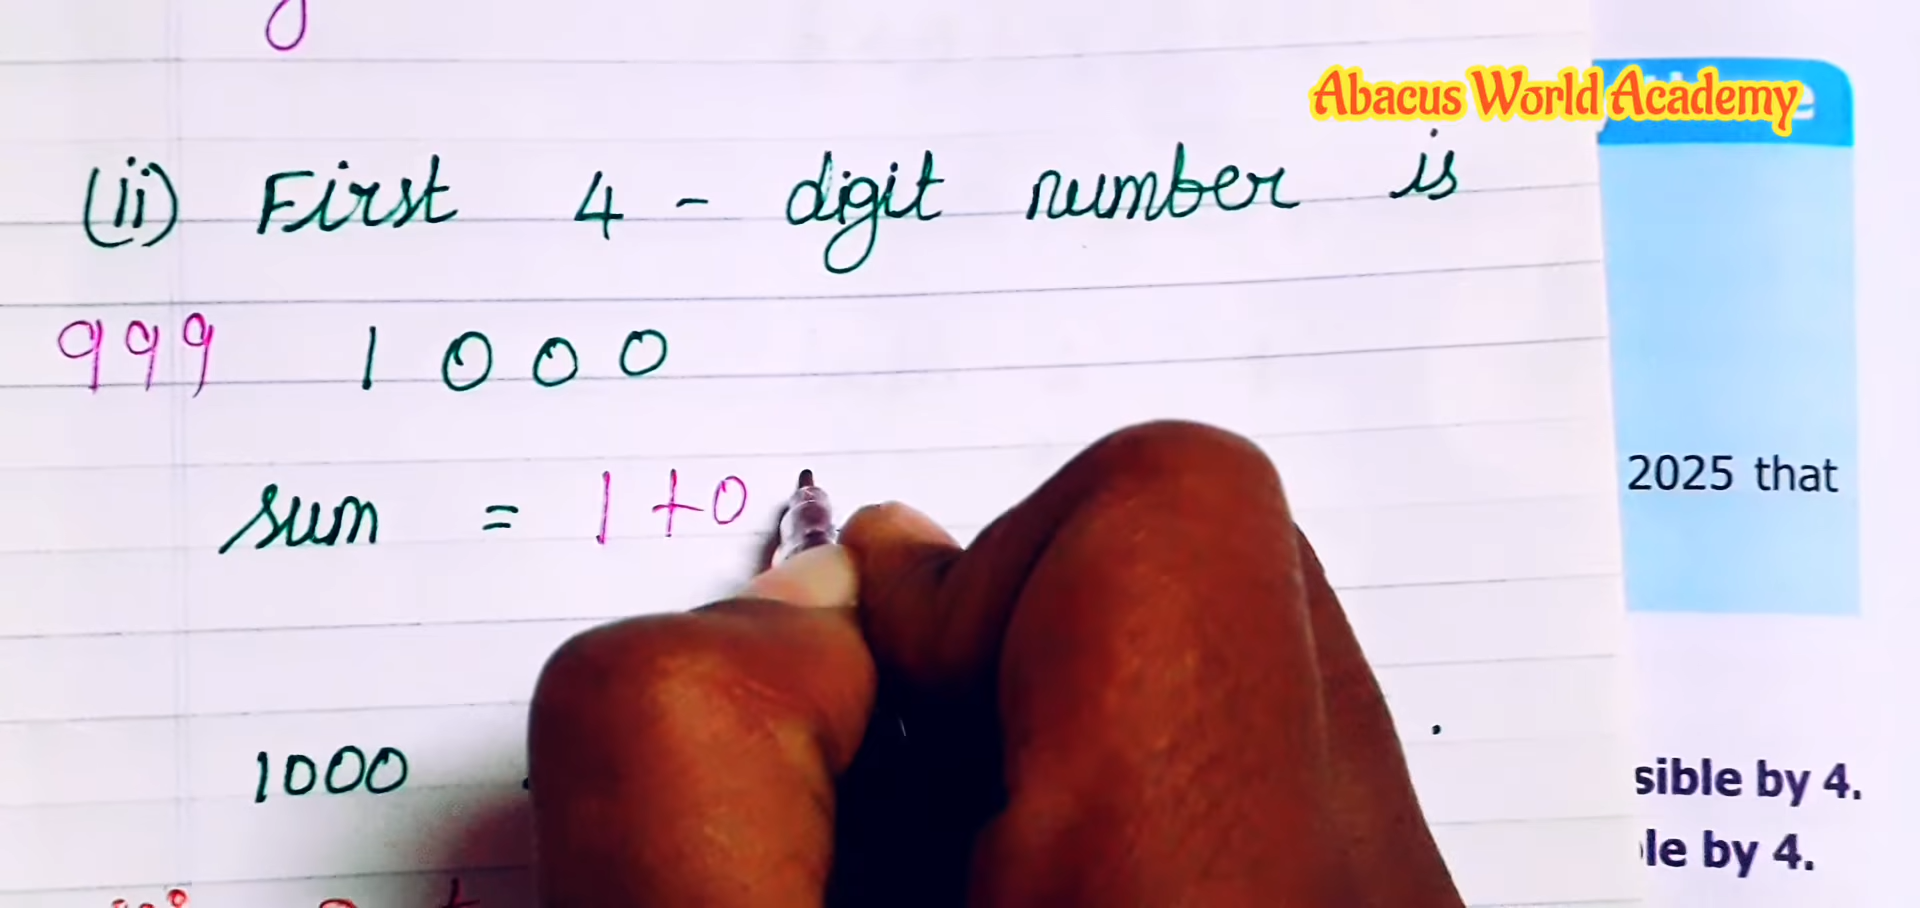 Abacus World Academy
(ii) First 4 - digit number is
999 1000
sum = 1+0
2025 that
1000
sible by 4.
le by 4.